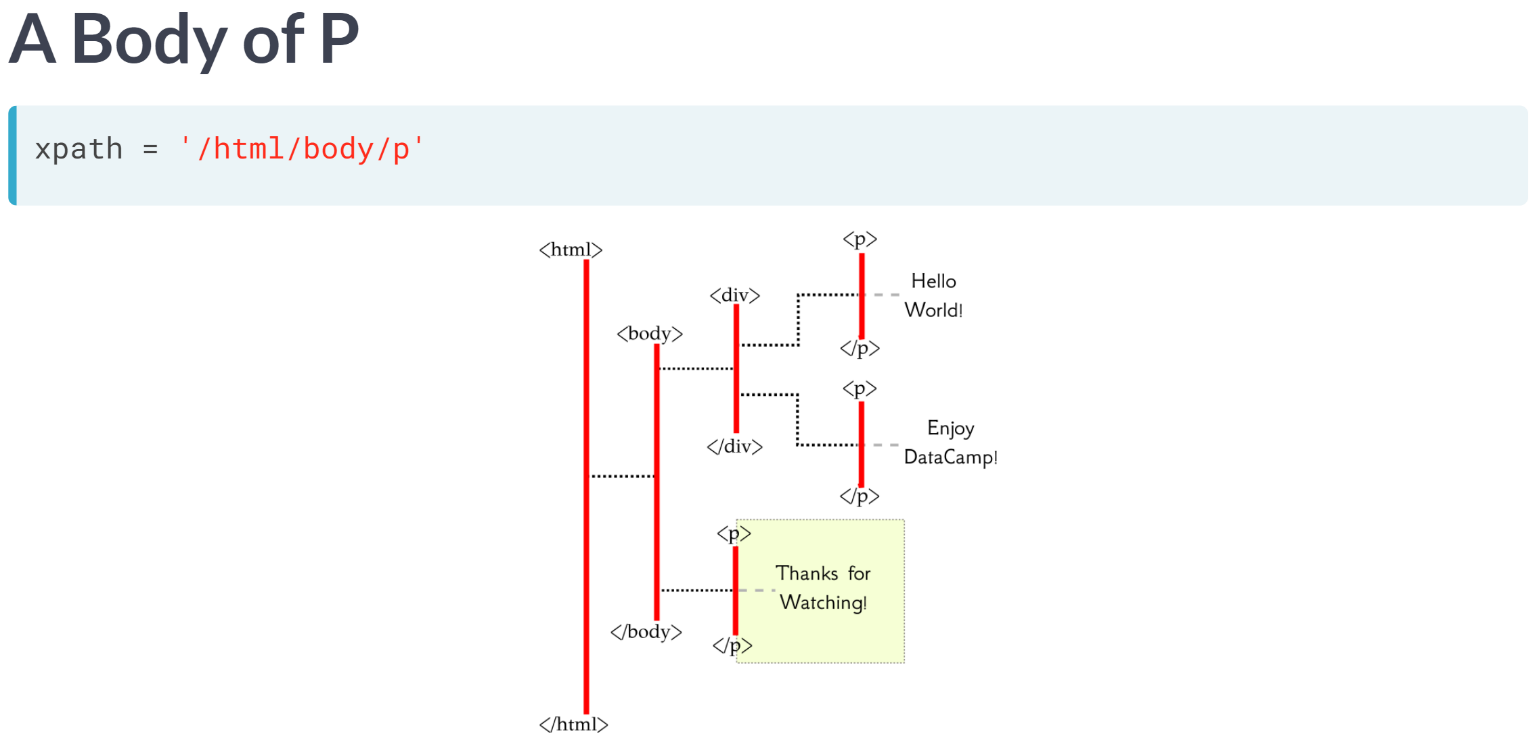 A Body of P
xpath = '/html/body/p'
<html>
<body>
<div>
<p>
Hello
World!
</p>
<p>
Enjoy
DataCamp!
</p>
</div>
<p>
Thanks for
Watching!
</p>
</body>
</html>